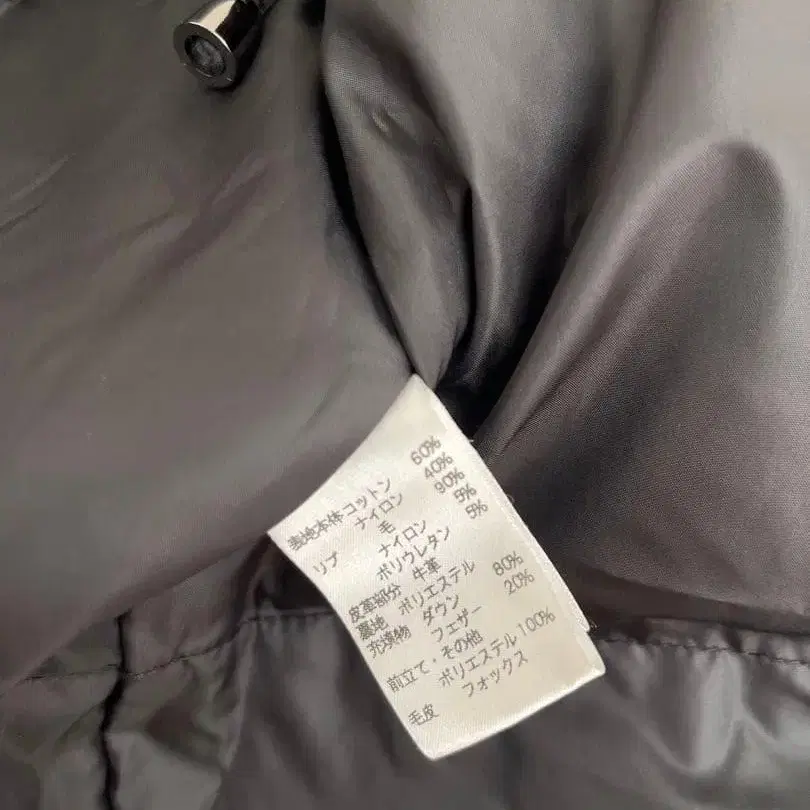 表地本体コットン 60%
ナイロン 40%
リブ 毛 90%
ナイロン 5%
ポリウレタン 5%
皮革部分 牛革
裏地 ポリエステル
充填物 ダウン 80%
フェザー 20%
前立て・その他
ポリエステル100%
毛皮 フォックス